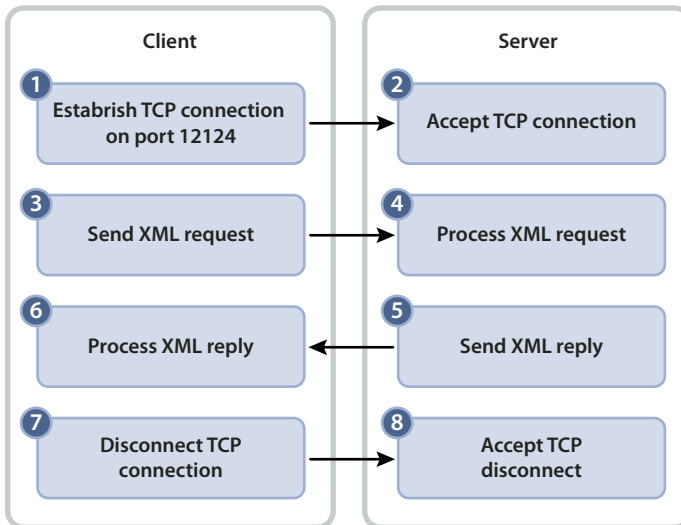 Client
Server
1
Estabrish TCP connection
on port 12124
2
Accept TCP connection
3
Send XML request
4
Process XML request
6
Process XML reply
5
Send XML reply
7
Disconnect TCP
connection
8
Accept TCP
disconnect